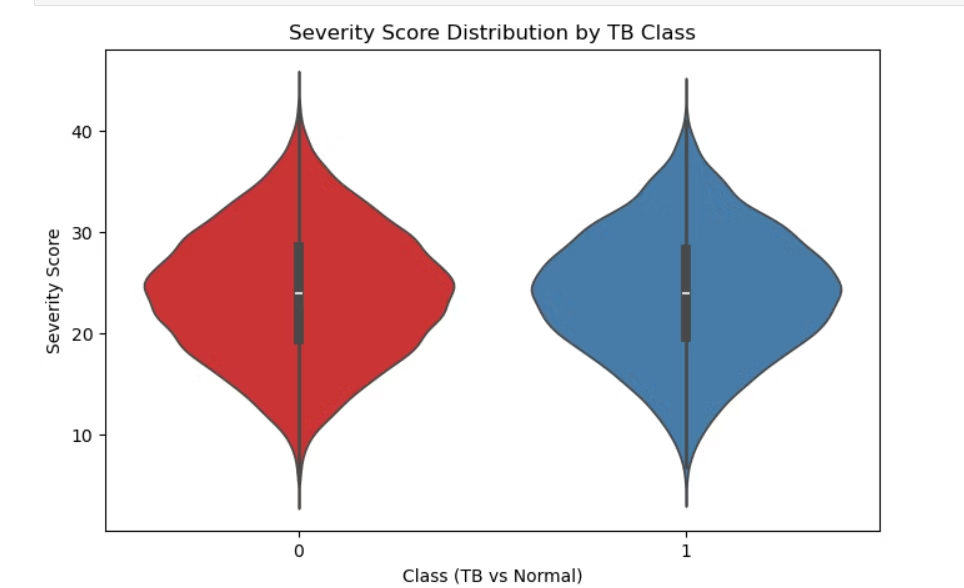 Severity Score Distribution by TB Class
40
30
20
10
Severity Score
0 1
Class (TB vs Normal)